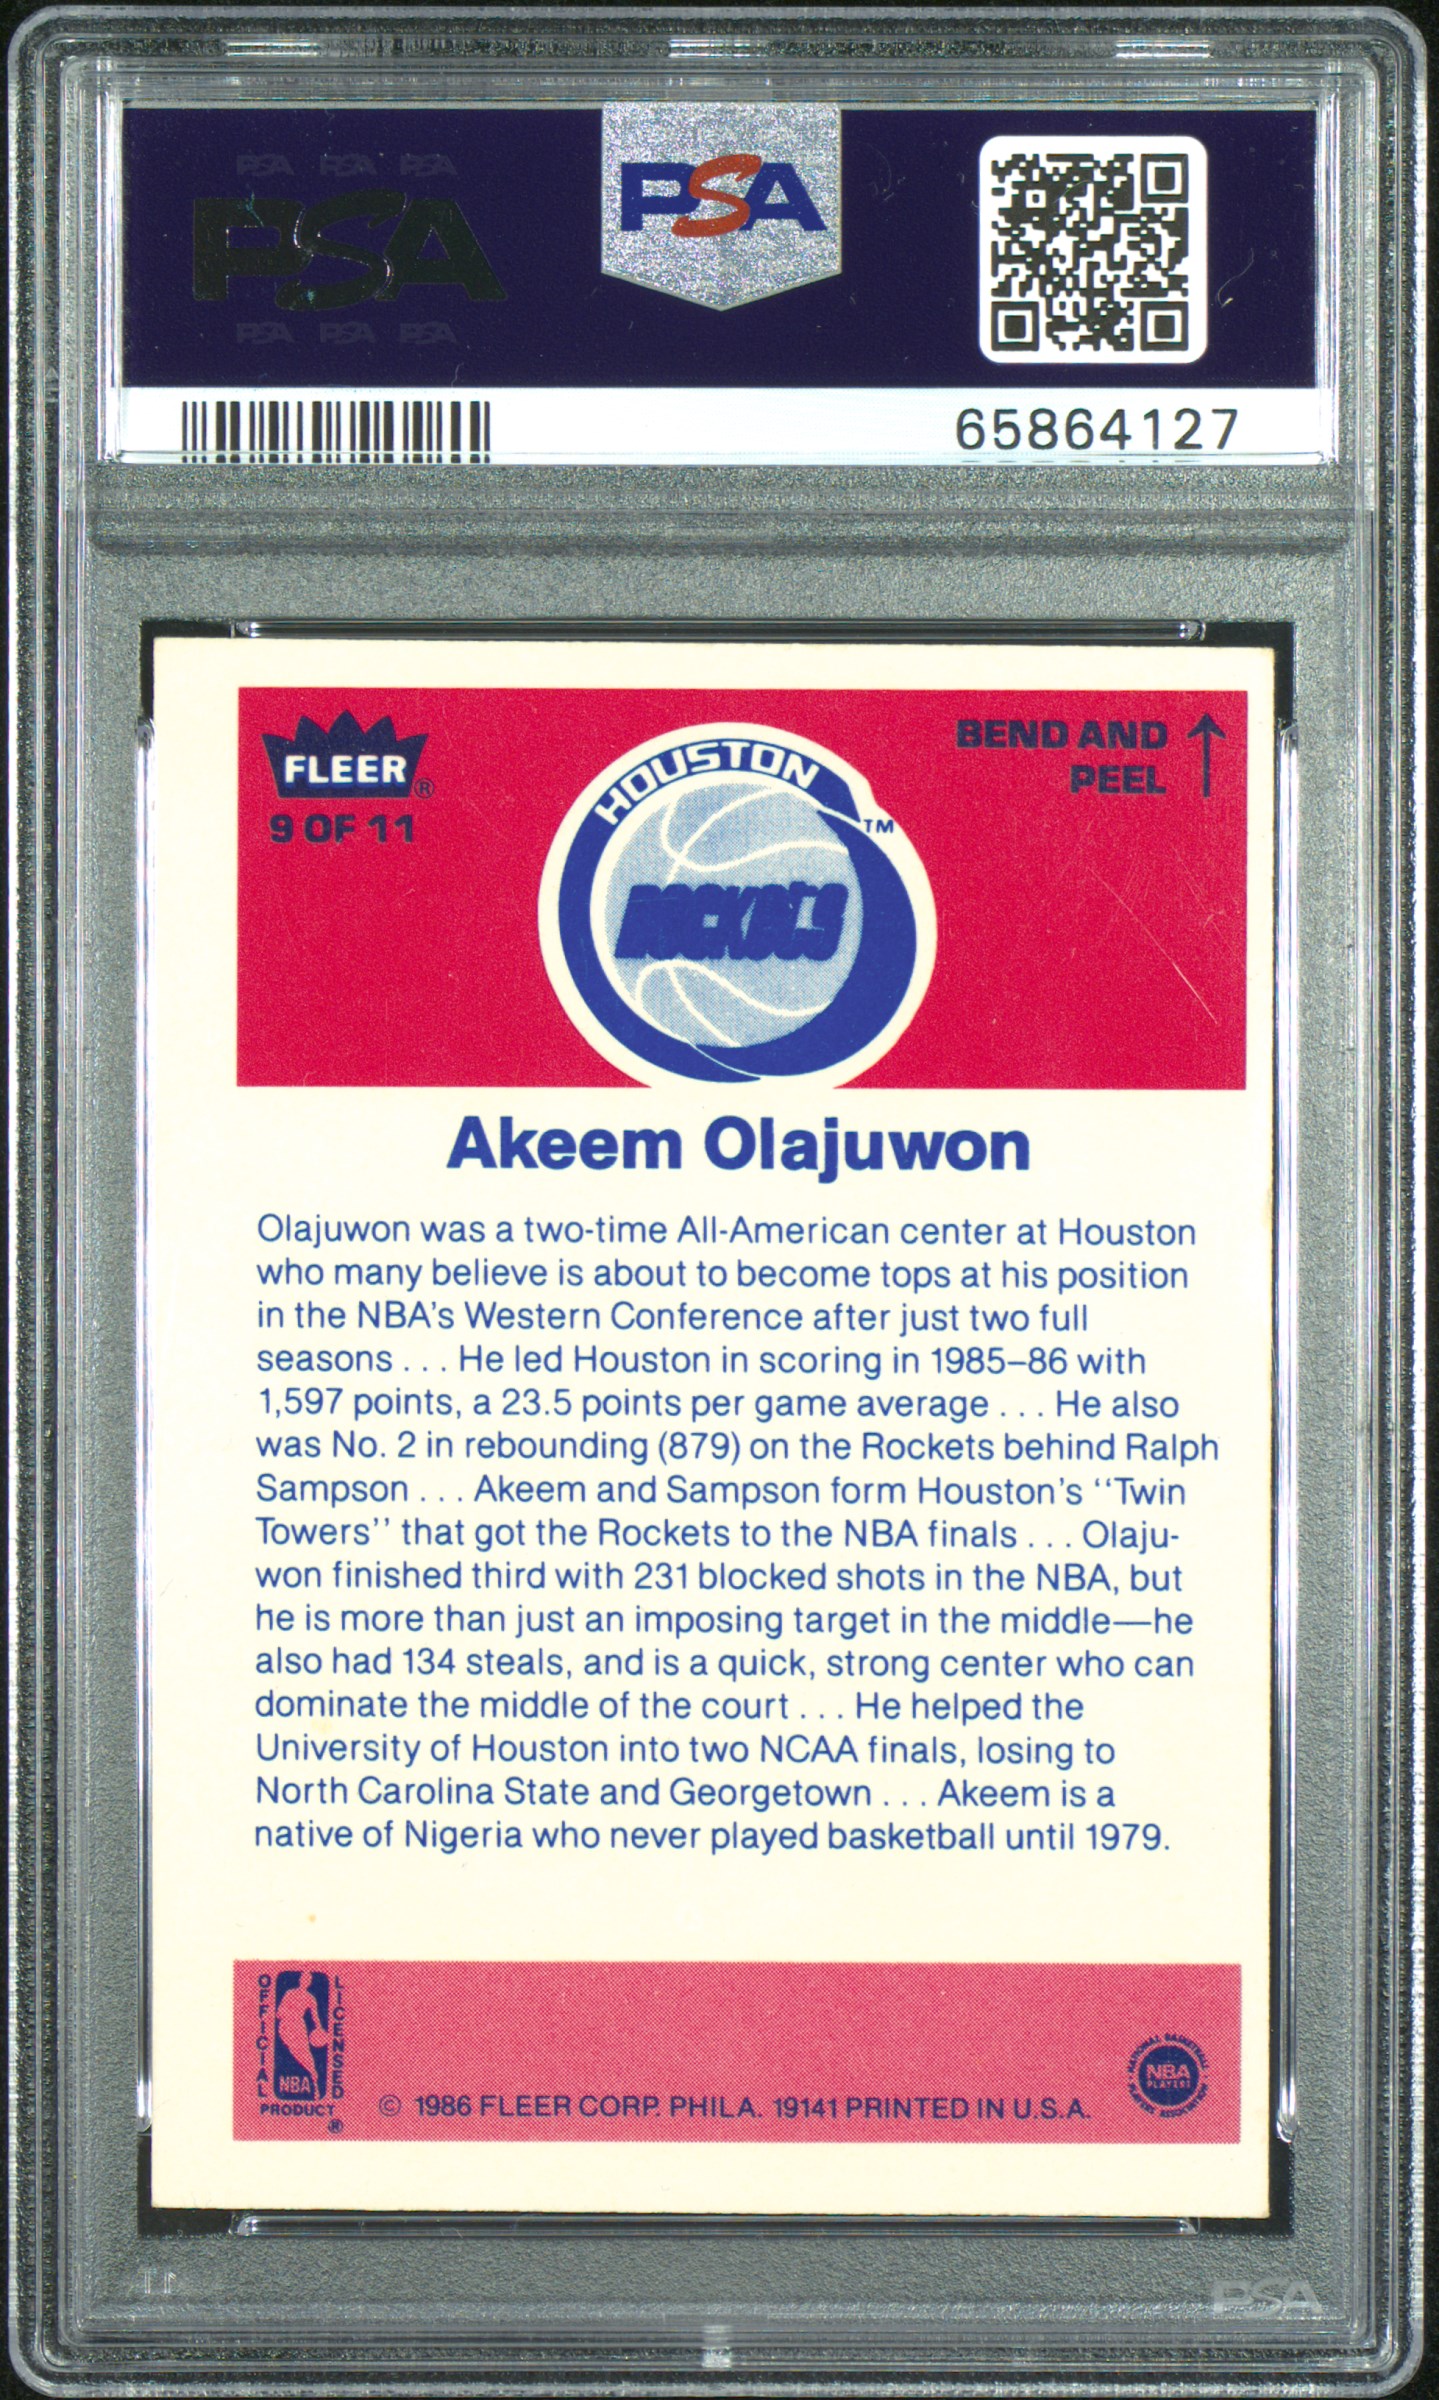 PSA PSA PSA
PSA
PSA PSA PSA
PSA
65864127
FLEER®
9 OF 11
HOUSTON
ROCKETS
TM
BEND AND
PEEL
Akeem Olajuwon
Olajuwon was a two-time All-American center at Houston
who many believe is about to become tops at his position
in the NBA's Western Conference after just two full
seasons . . . He led Houston in scoring in 1985–86 with
1,597 points, a 23.5 points per game average . . . He also
was No. 2 in rebounding (879) on the Rockets behind Ralph
Sampson . . . Akeem and Sampson form Houston's ‘‘Twin
Towers’’ that got the Rockets to the NBA finals . . . Olaju-
won finished third with 231 blocked shots in the NBA, but
he is more than just an imposing target in the middle—he
also had 134 steals, and is a quick, strong center who can
dominate the middle of the court . . . He helped the
University of Houston into two NCAA finals, losing to
North Carolina State and Georgetown . . . Akeem is a
native of Nigeria who never played basketball until 1979.
OFFICIAL
LICENSED
NBA
PRODUCT
®
© 1986 FLEER CORP. PHILA. 19141 PRINTED IN U.S.A.
NATIONAL BASKETBALL
NBA
PLAYERS
PLAYERS ASSOCIATION
PSA